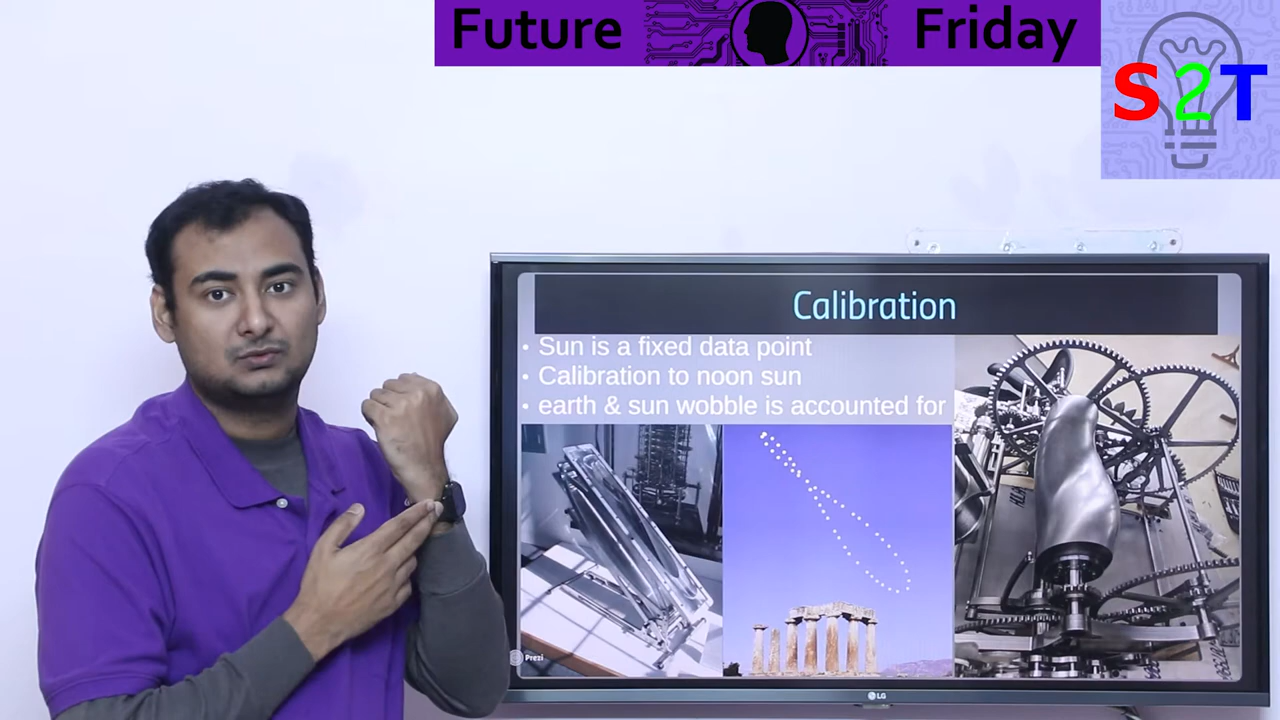 Future Friday
S2T
Calibration
• Sun is a fixed data point
• Calibration to noon sun
• earth & sun wobble is accounted for
Prezi
LG